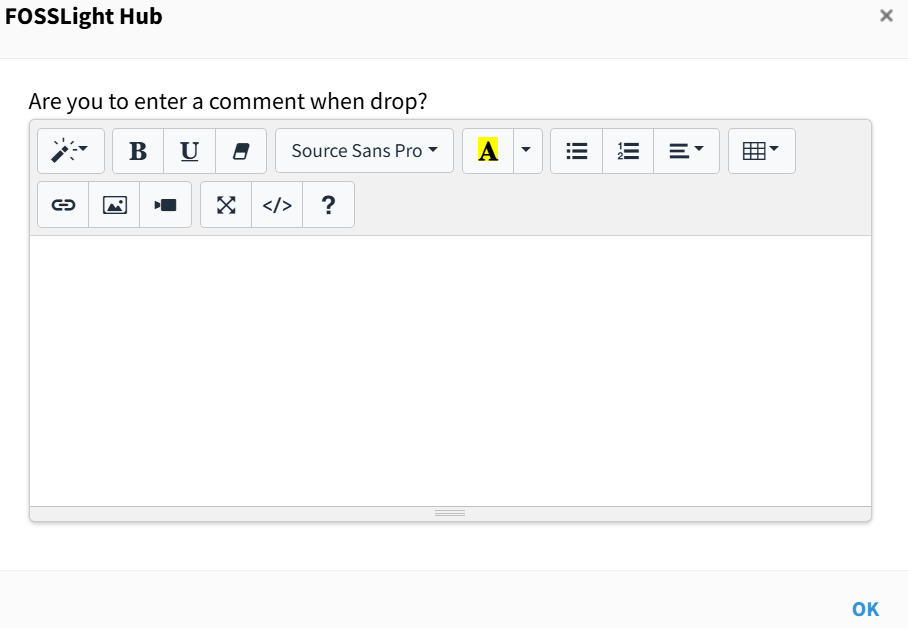 FOSSLight Hub ×
Are you to enter a comment when drop?
B U Source Sans Pro A
</> ?
OK